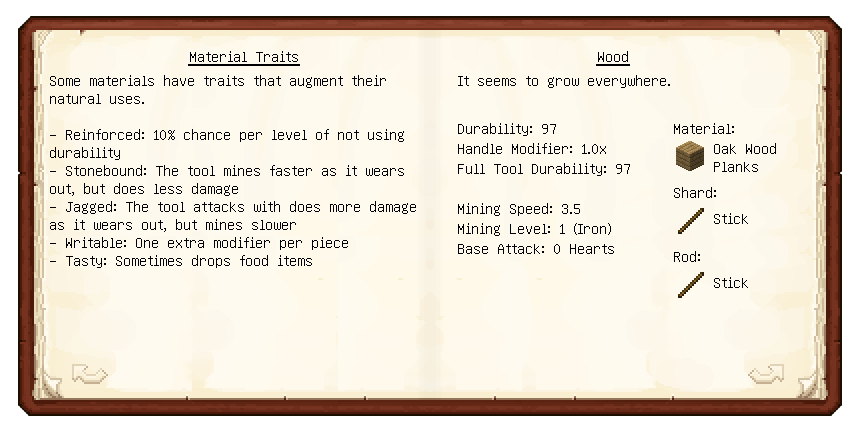 Material Traits
Some materials have traits that augment their
natural uses.
- Reinforced: 10% chance per level of not using
durability
- Stonebound: The tool mines faster as it wears
out, but does less damage
- Jagged: The tool attacks with does more damage
as it wears out, but mines slower
- Writable: One extra modifier per piece
- Tasty: Sometimes drops food items
Wood
It seems to grow everywhere.
Durability: 97
Handle Modifier: 1.0x
Full Tool Durability: 97
Mining Speed: 3.5
Mining Level: 1 (Iron)
Base Attack: 0 Hearts
Material:
Oak Wood
Planks
Shard:
Stick
Rod:
Stick